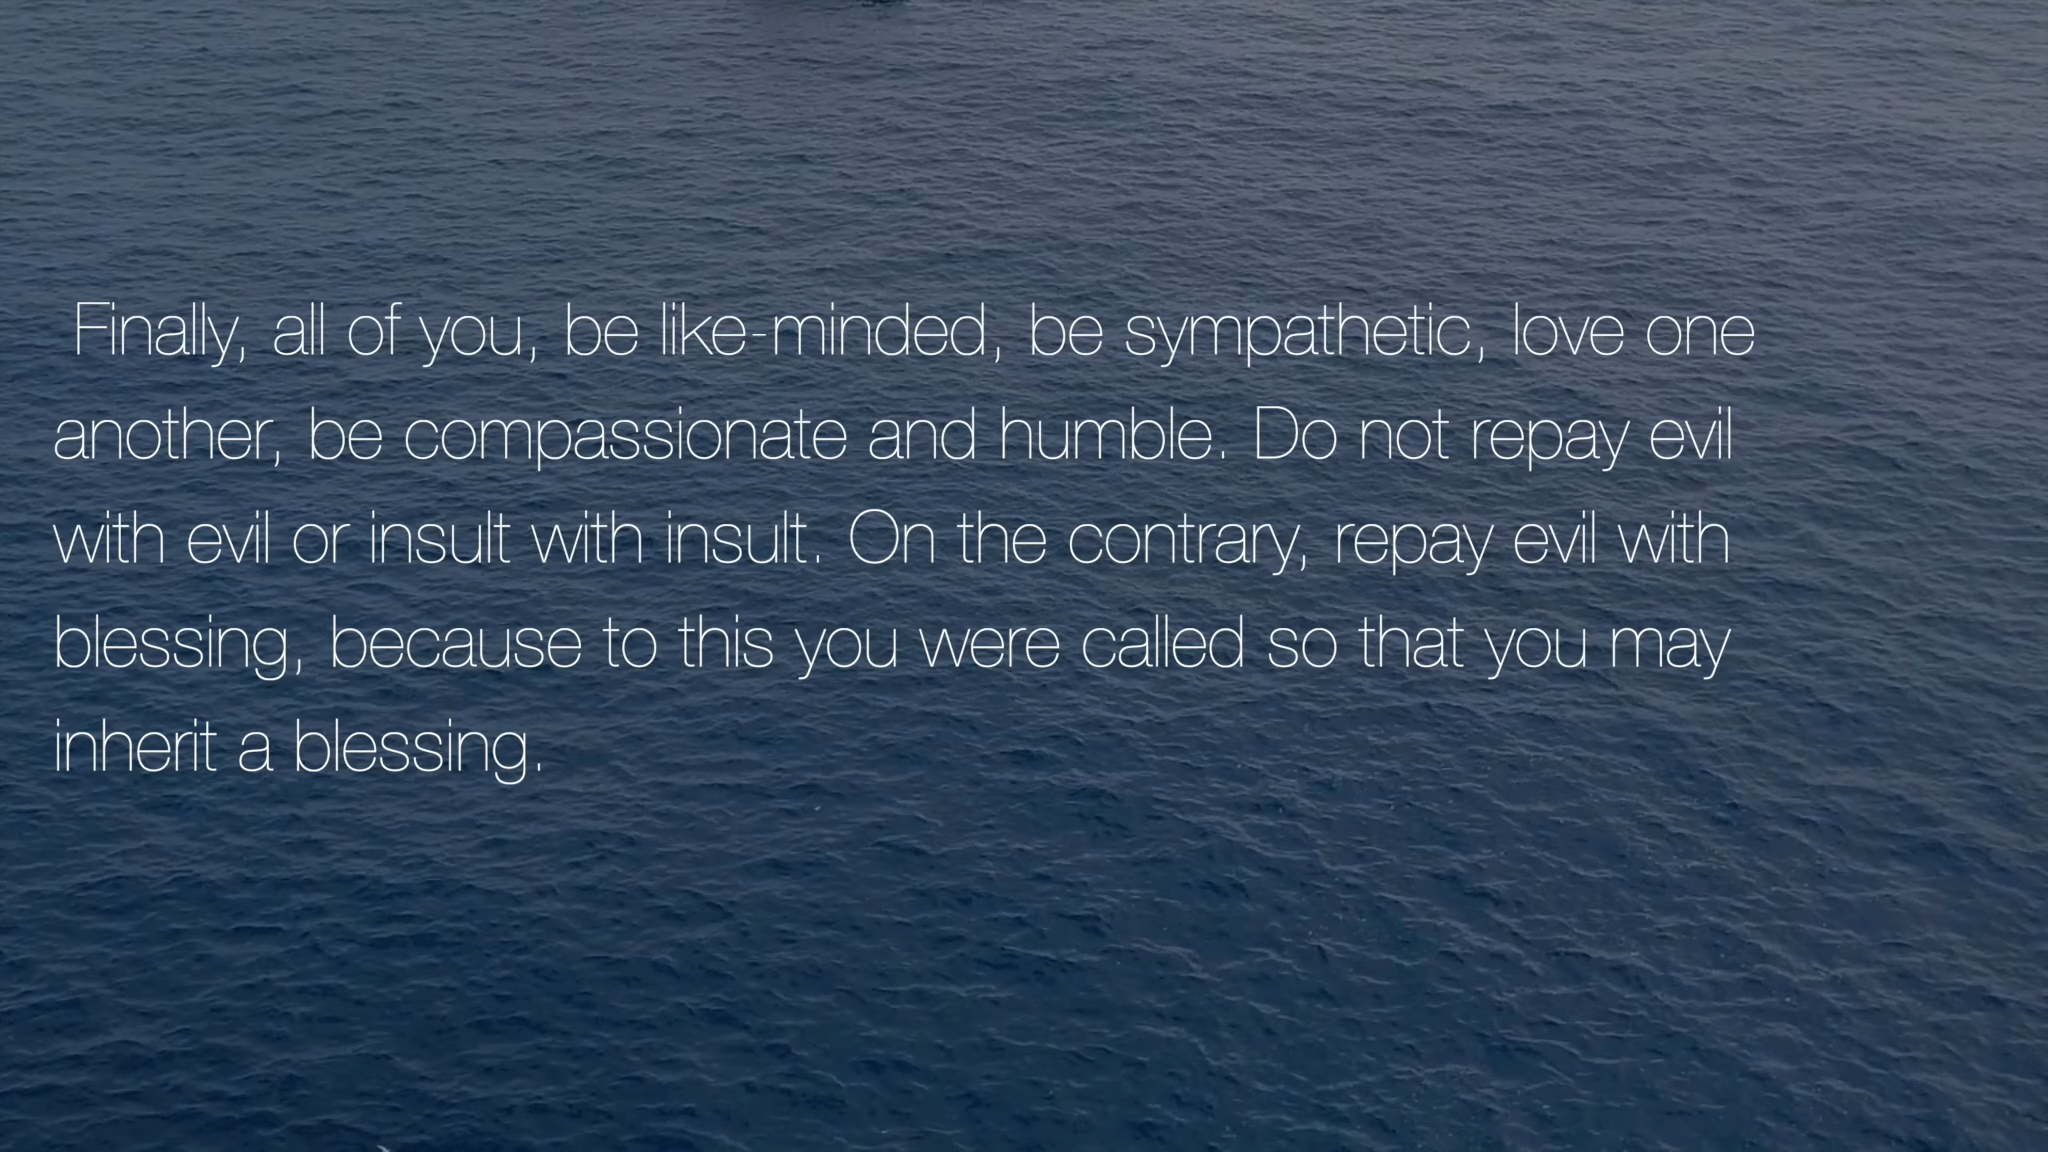 Finally, all of you, be like-minded, be sympathetic, love one
another, be compassionate and humble. Do not repay evil
with evil or insult with insult. On the contrary, repay evil with
blessing, because to this you were called so that you may
inherit a blessing.